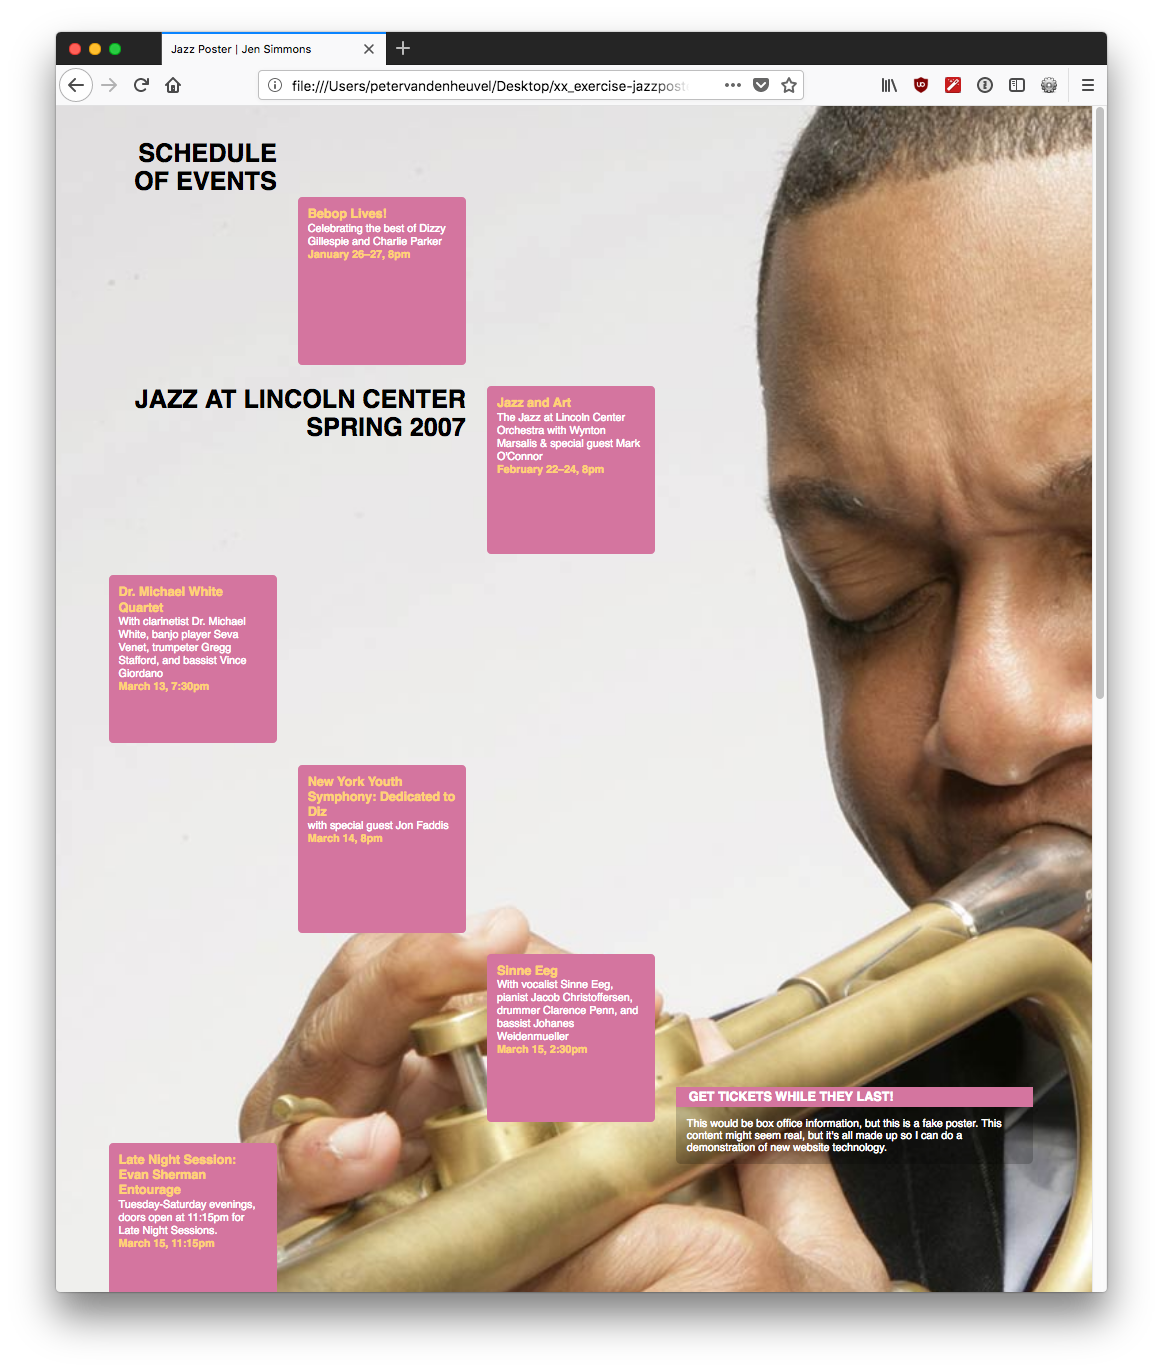 Jazz Poster | Jen Simmons
file:///Users/petervandenheuvel/Desktop/xx_exercise-jazzpost
SCHEDULE
OF EVENTS
Bebop Lives!
Celebrating the best of Dizzy
Gillespie and Charlie Parker
January 26–27, 8pm
JAZZ AT LINCOLN CENTER
SPRING 2007
Jazz and Art
The Jazz at Lincoln Center
Orchestra with Wynton
Marsalis & special guest Mark
O'Connor
February 22–24, 8pm
Dr. Michael White
Quartet
With clarinetist Dr. Michael
White, banjo player Seva
Venet, trumpeter Gregg
Stafford, and bassist Vince
Giordano
March 13, 7:30pm
New York Youth
Symphony: Dedicated to
Diz
with special guest Jon Faddis
March 14, 8pm
Sinne Eeg
With vocalist Sinne Eeg,
pianist Jacob Christoffersen,
drummer Clarence Penn, and
bassist Johanes
Weidenmueller
March 15, 2:30pm
GET TICKETS WHILE THEY LAST!
This would be box office information, but this is a fake poster. This
content might seem real, but it's all made up so I can do a
demonstration of new website technology.
Late Night Session:
Evan Sherman
Entourage
Tuesday-Saturday evenings,
doors open at 11:15pm for
Late Night Sessions.
March 15, 11:15pm